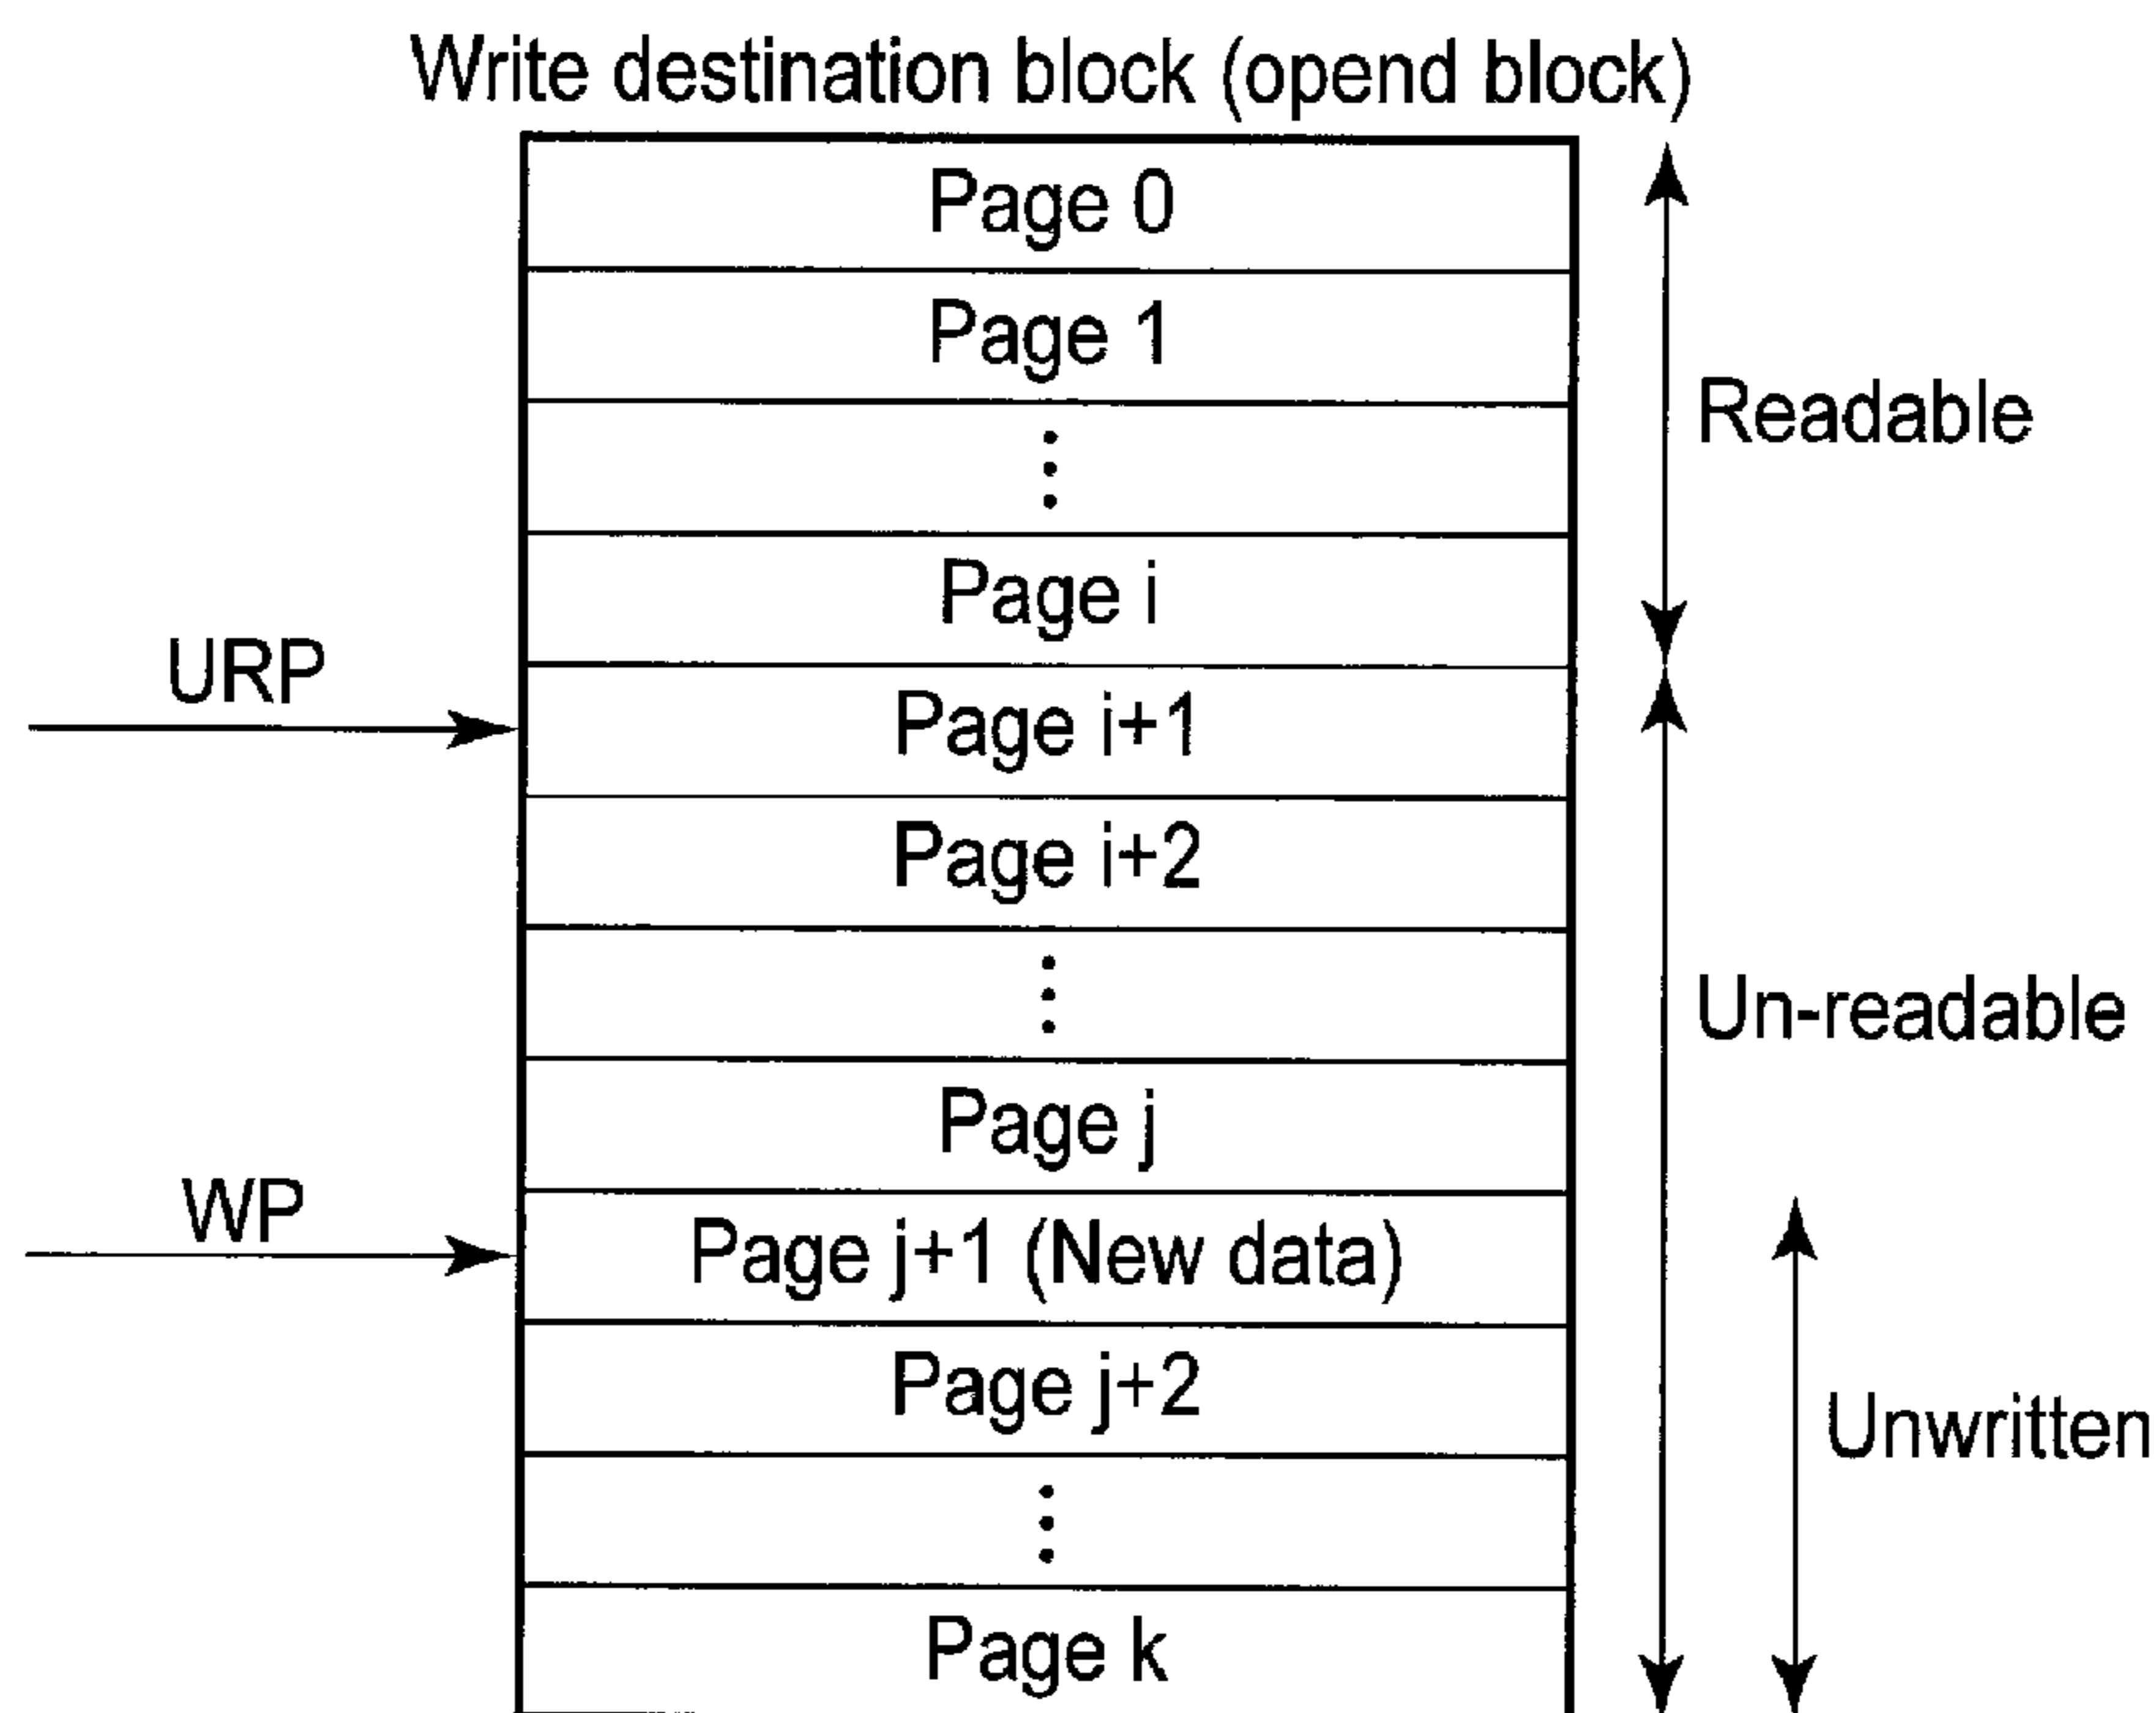 Write destination block (opend block)
Page 0
Page 1
Readable
Page i
URP
Page i+1
Page i+2
Un-readable
Page j
WP
Page j+1 (New data)
Page j+2
Unwritten
Page k